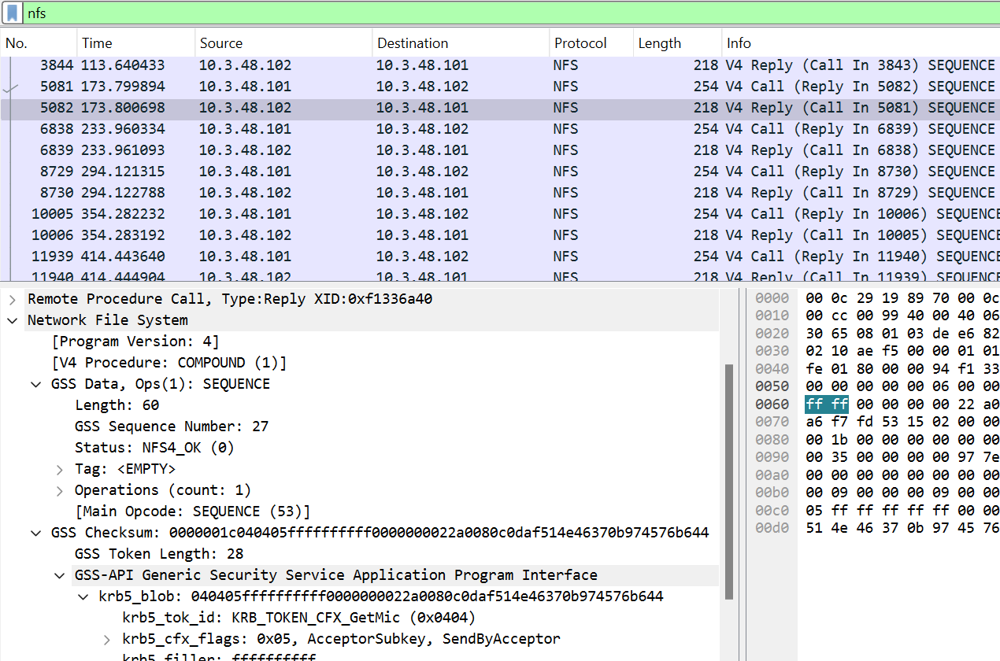 nfs
No. Time Source Destination Protocol Length Info
3844 113.640433 10.3.48.102 10.3.48.101 NFS 218 V4 Reply (Call In 3843) SEQUENCE
5081 173.799894 10.3.48.101 10.3.48.102 NFS 254 V4 Call (Reply In 5082) SEQUENCE
5082 173.800698 10.3.48.102 10.3.48.101 NFS 218 V4 Reply (Call In 5081) SEQUENCE
6838 233.960334 10.3.48.101 10.3.48.102 NFS 254 V4 Call (Reply In 6839) SEQUENCE
6839 233.961093 10.3.48.102 10.3.48.101 NFS 218 V4 Reply (Call In 6838) SEQUENCE
8729 294.121315 10.3.48.101 10.3.48.102 NFS 254 V4 Call (Reply In 8730) SEQUENCE
8730 294.122788 10.3.48.102 10.3.48.101 NFS 218 V4 Reply (Call In 8729) SEQUENCE
10005 354.282232 10.3.48.101 10.3.48.102 NFS 254 V4 Call (Reply In 10006) SEQUENCE
10006 354.283192 10.3.48.102 10.3.48.101 NFS 218 V4 Reply (Call In 10005) SEQUENCE
11939 414.443640 10.3.48.101 10.3.48.102 NFS 254 V4 Call (Reply In 11940) SEQUENCE
11940 414.444904 10.3.48.102 10.3.48.101 NFS 218 V4 Reply (Call In 11939) SEQUENCE
Remote Procedure Call, Type:Reply XID:0xf1336a40
Network File System
[Program Version: 4]
[V4 Procedure: COMPOUND (1)]
GSS Data, Ops(1): SEQUENCE
Length: 60
GSS Sequence Number: 27
Status: NFS4_OK (0)
Tag: <EMPTY>
Operations (count: 1)
[Main Opcode: SEQUENCE (53)]
GSS Checksum: 0000001c040405ffffffffff0000000022a0080c0daf514e46370b974576b644
GSS Token Length: 28
GSS-API Generic Security Service Application Program Interface
krb5_blob: 040405ffffffffff0000000022a0080c0daf514e46370b974576b644
krb5_tok_id: KRB_TOKEN_CFX_GetMic (0x0404)
krb5_cfx_flags: 0x05, AcceptorSubkey, SendByAcceptor
krb5_filler: ffffffffff
0000 00 0c 29 19 89 70 00 0c
0010 00 cc 00 99 40 00 40 06
0020 30 65 08 01 03 de e6 82
0030 02 10 ae f5 00 00 01 01
0040 fe 01 80 00 00 94 f1 33
0050 00 00 00 00 00 06 00 00
0060 ff ff 00 00 00 00 22 a0
0070 a6 f7 fd 53 15 02 00 00
0080 00 1b 00 00 00 00 00 00
0090 00 35 00 00 00 00 97 7e
00a0 00 00 00 00 00 00 00 00
00b0 00 09 00 00 00 09 00 00
00c0 05 ff ff ff ff ff 00 00
00d0 51 4e 46 37 0b 97 45 76